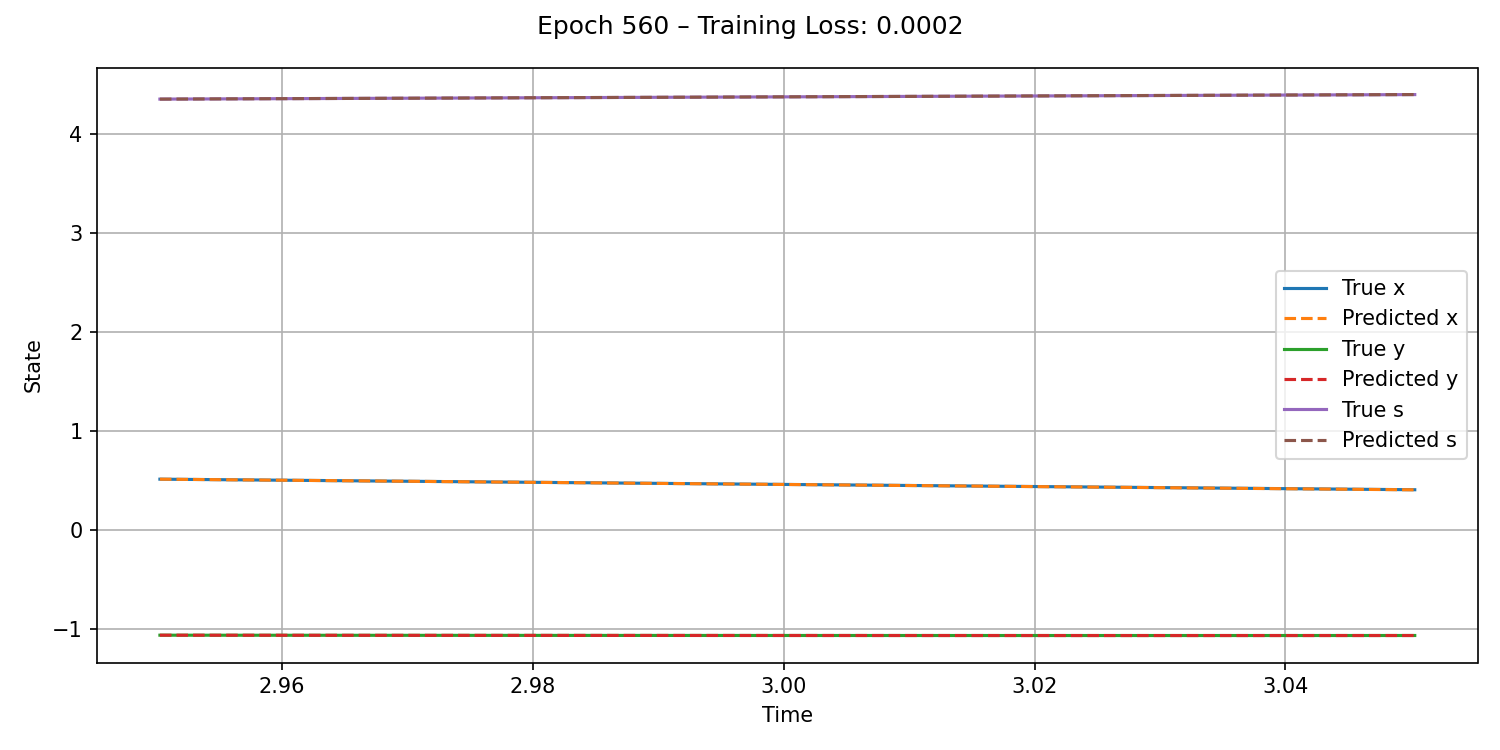 Epoch 560 – Training Loss: 0.0002
4
3
2
1
0
−1
State
2.96
2.98
3.00
3.02
3.04
Time
True x
Predicted x
True y
Predicted y
True s
Predicted s